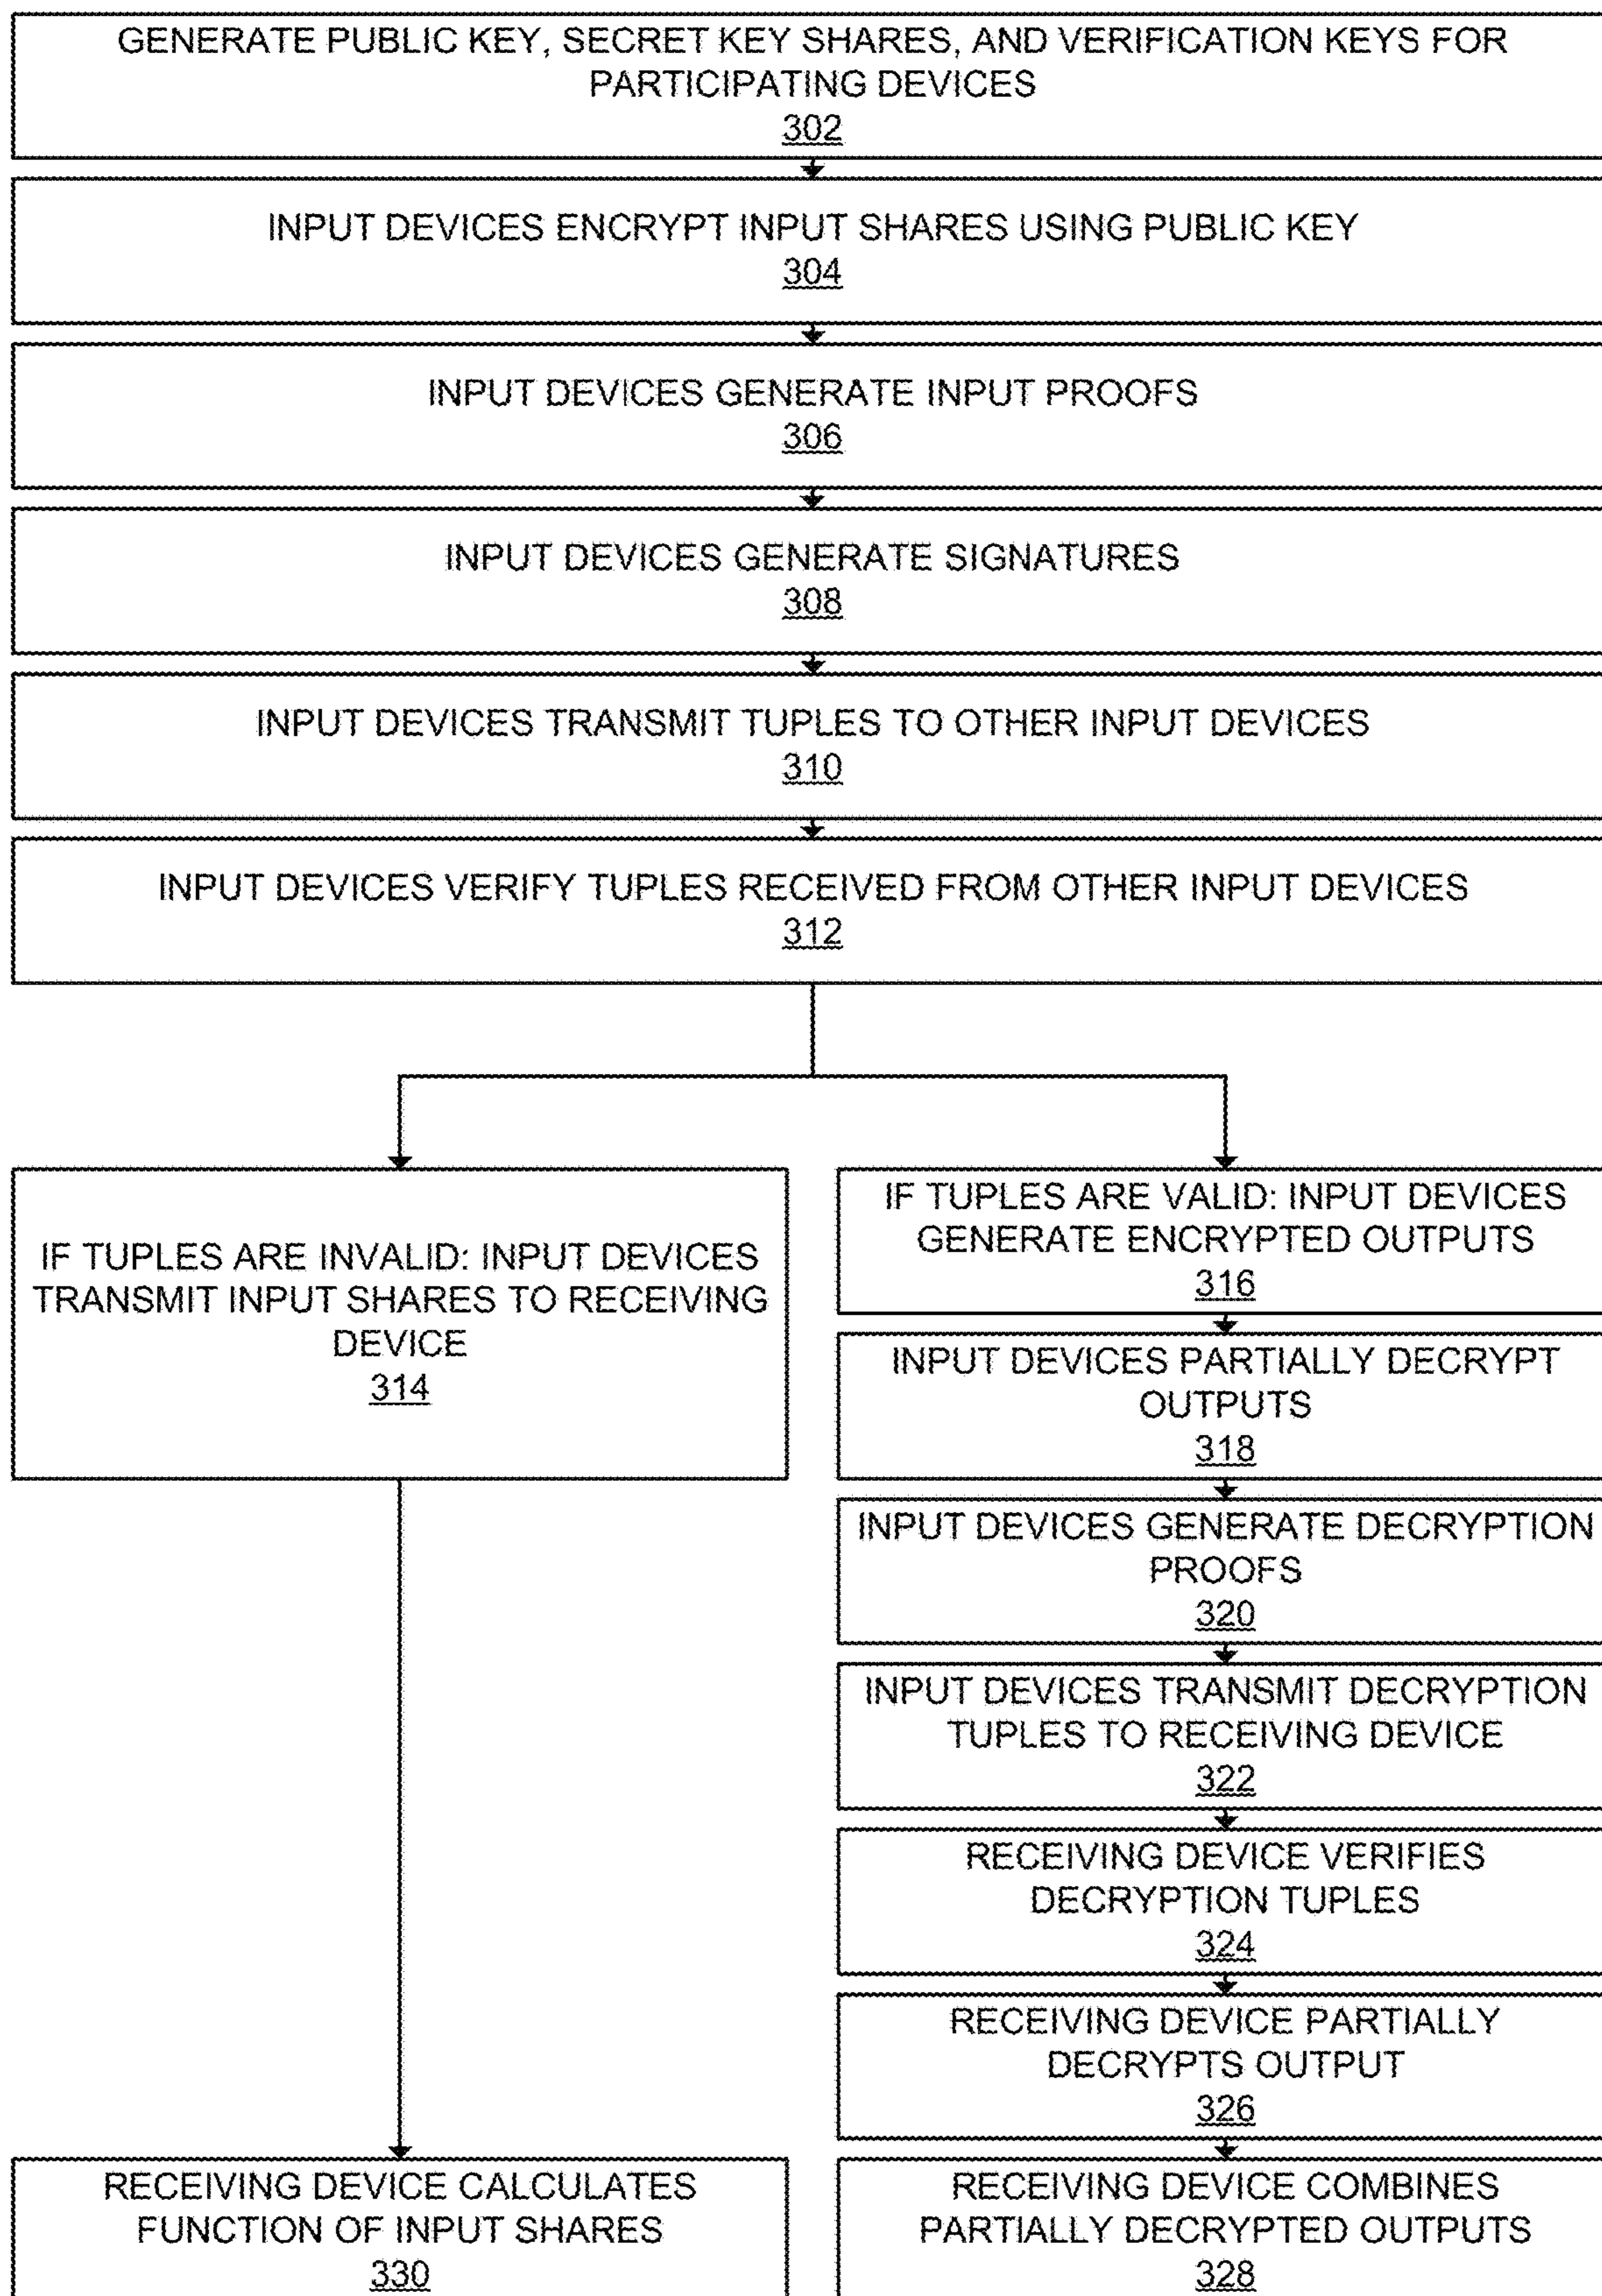 GENERATE PUBLIC KEY, SECRET KEY SHARES, AND VERIFICATION KEYS FOR
PARTICIPATING DEVICES
302
INPUT DEVICES ENCRYPT INPUT SHARES USING PUBLIC KEY
304
INPUT DEVICES GENERATE INPUT PROOFS
306
INPUT DEVICES GENERATE SIGNATURES
308
INPUT DEVICES TRANSMIT TUPLES TO OTHER INPUT DEVICES
310
INPUT DEVICES VERIFY TUPLES RECEIVED FROM OTHER INPUT DEVICES
312
IF TUPLES ARE INVALID: INPUT DEVICES
TRANSMIT INPUT SHARES TO RECEIVING
DEVICE
314
IF TUPLES ARE VALID: INPUT DEVICES
GENERATE ENCRYPTED OUTPUTS
316
INPUT DEVICES PARTIALLY DECRYPT
OUTPUTS
318
INPUT DEVICES GENERATE DECRYPTION
PROOFS
320
INPUT DEVICES TRANSMIT DECRYPTION
TUPLES TO RECEIVING DEVICE
322
RECEIVING DEVICE VERIFIES
DECRYPTION TUPLES
324
RECEIVING DEVICE PARTIALLY
DECRYPTS OUTPUT
326
RECEIVING DEVICE CALCULATES
FUNCTION OF INPUT SHARES
330
RECEIVING DEVICE COMBINES
PARTIALLY DECRYPTED OUTPUTS
328